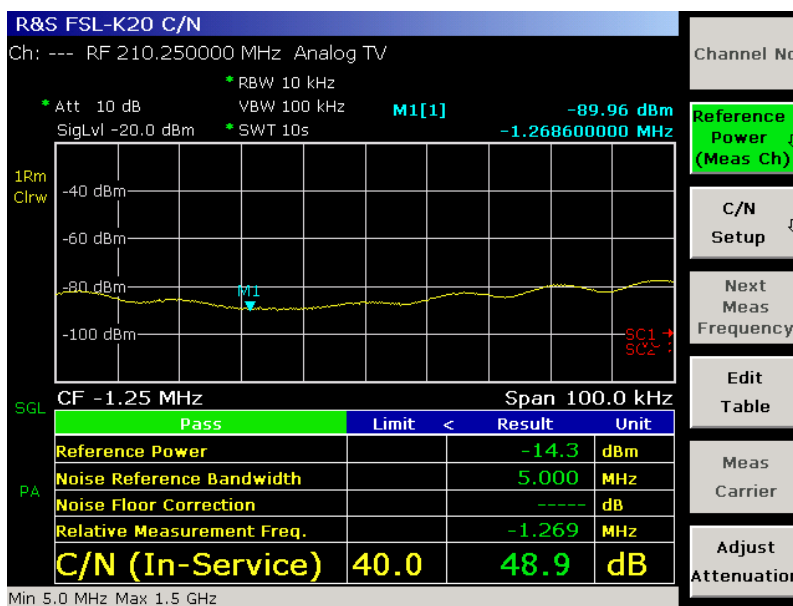 R&S FSL-K20 C/N
Ch: --- RF 210.250000 MHz Analog TV
* RBW 10 kHz
* Att 10 dB VBW 100 kHz M1[1] -89.96 dBm
SigLvl -20.0 dBm * SWT 10s -1.268600000 MHz
1Rm
Clrw
-40 dBm
-60 dBm
-80 dBm
M1
-100 dBm
SC1
SC2
CF -1.25 MHz Span 100.0 kHz
SGL
Pass Limit < Result Unit
Reference Power -14.3 dBm
Noise Reference Bandwidth 5.000 MHz
PA
Noise Floor Correction ----- dB
Relative Measurement Freq. -1.269 MHz
C/N (In-Service) 40.0 48.9 dB
Min 5.0 MHz Max 1.5 GHz
Channel No
Reference
Power
(Meas Ch)
C/N
Setup
Next
Meas
Frequency
Edit
Table
Meas
Carrier
Adjust
Attenuation